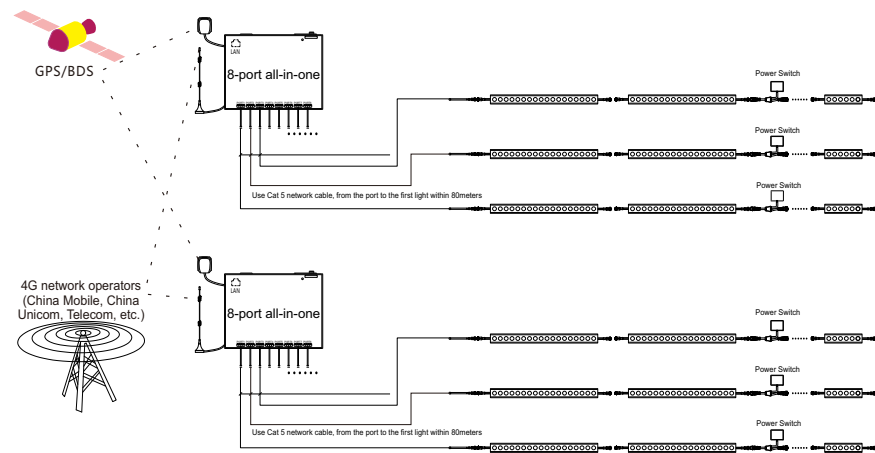 GPS/BDS
LAN
8-port all-in-one
Power Switch
Power Switch
Use Cat 5 network cable, from the port to the first light within 80meters
Power Switch
4G network operators
(China Mobile, China
Unicom, Telecom, etc.)
LAN
8-port all-in-one
Power Switch
Power Switch
Use Cat 5 network cable, from the port to the first light within 80meters
Power Switch